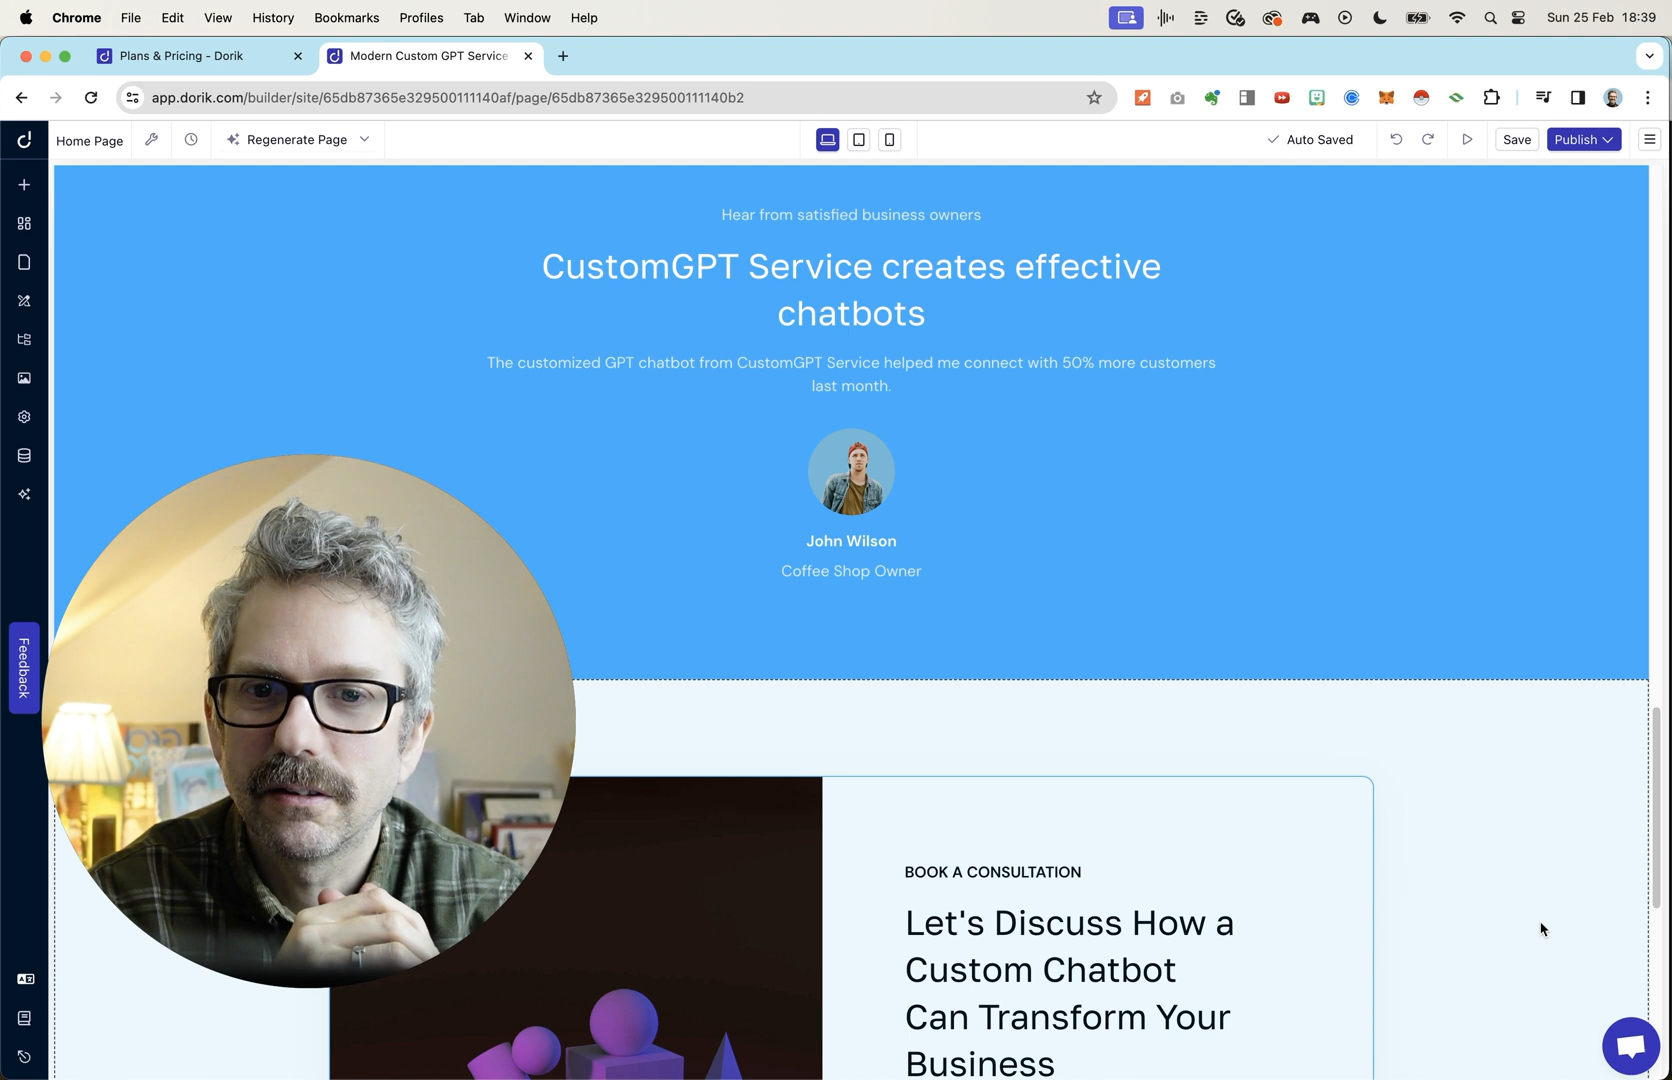 Chrome File Edit View History Bookmarks Profiles Tab Window Help Sun 25 Feb 18:39
Plans & Pricing - Dorik Modern Custom GPT Service
app.dorik.com/builder/site/65db87365e329500111140af/page/65db87365e329500111140b2
Home Page Regenerate Page Auto Saved Save Publish
Hear from satisfied business owners
CustomGPT Service creates effective
chatbots
The customized GPT chatbot from CustomGPT Service helped me connect with 50% more customers
last month.
John Wilson
Coffee Shop Owner
Feedback
BOOK A CONSULTATION
Let's Discuss How a
Custom Chatbot
Can Transform Your
Business